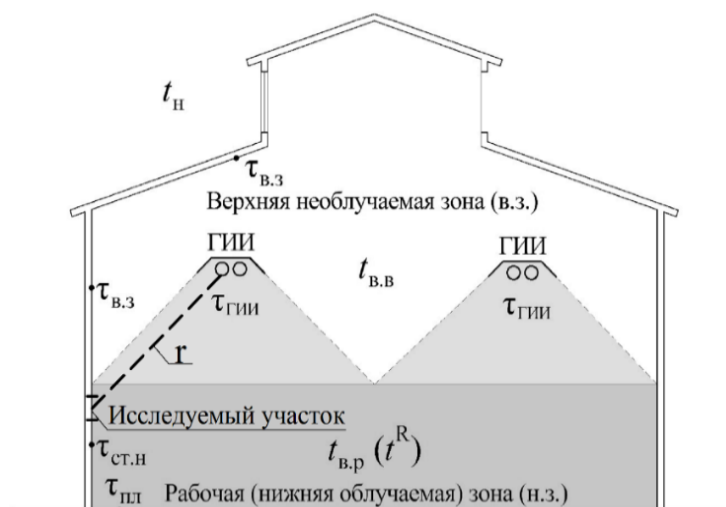 tн
τв.з
Верхняя необлучаемая зона (в.з.)
ГИИ
ГИИ
tв.в
τв.з
τГИИ
τГИИ
r
Исследуемый участок
τст.н
tв.р (tR)
τпл Рабочая (нижняя облучаемая) зона (н.з.)